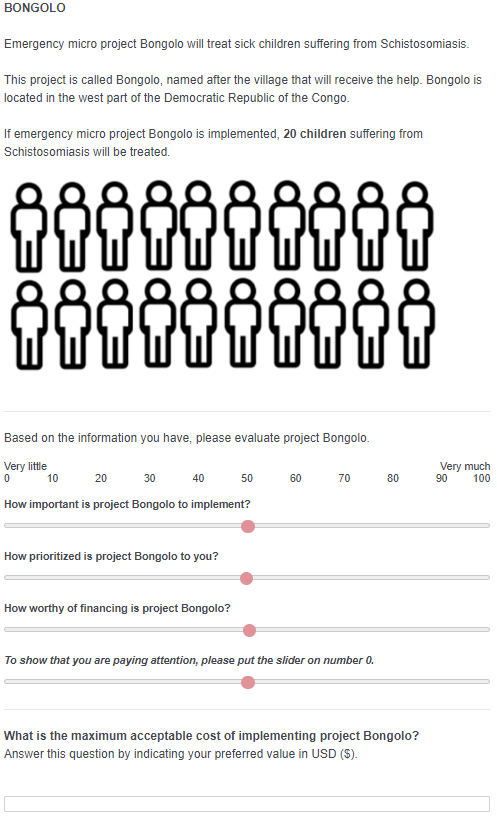 BONGOLO
Emergency micro project Bongolo will treat sick children suffering from Schistosomiasis.
This project is called Bongolo, named after the village that will receive the help. Bongolo is
located in the west part of the Democratic Republic of the Congo.
If emergency micro project Bongolo is implemented, 20 children suffering from
Schistosomiasis will be treated.
Based on the information you have, please evaluate project Bongolo.
Very little Very much
0 10 20 30 40 50 60 70 80 90 100
How important is project Bongolo to implement?
How prioritized is project Bongolo to you?
How worthy of financing is project Bongolo?
To show that you are paying attention, please put the slider on number 0.
What is the maximum acceptable cost of implementing project Bongolo?
Answer this question by indicating your preferred value in USD ($).